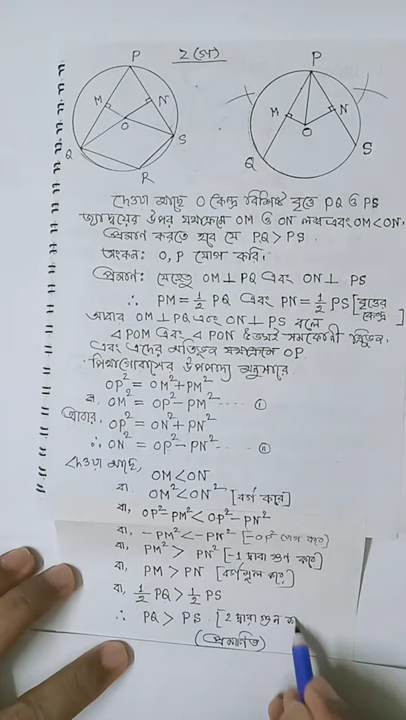 2 (গ)
P
M
N
O
Q
S
R
P
M
N
O
Q
S
দেওয়া আছে O কেন্দ্র বিশিষ্ট বৃত্তে PQ ও PS
জ্যাদ্বয়ের উপর যথাক্রমে OM ও ON লম্ব এবং OM < ON.
প্রমাণ করতে হবে যে PQ > PS.
অংকন: O, P যোগ করি।
প্রমাণ: যেহেতু OM ⊥ PQ এবং ON ⊥ PS
∴ PM = 1/2 PQ এবং PN = 1/2 PS [বৃত্তের কেন্দ্র]
আবার OM ⊥ PQ এবং ON ⊥ PS বলে
Δ POM এবং Δ PON উভয়ই সমকোণী ত্রিভুজ.
এবং এদের অতিভুজ যথাক্রমে OP.
পিথাগোরাসের উপপাদ্য অনুসারে
OP² = OM² + PM²
বা OM² = OP² - PM² ---- (i)
আবার, OP² = ON² + PN²
∴ ON² = OP² - PN² ---- (ii)
দেওয়া আছে,
OM < ON
বা. OM² < ON² [বর্গ করে]
বা, OP² - PM² < OP² - PN²
বা, -PM² < -PN² [-OP² যোগ করে]
বা, PM² > PN² [-1 দ্বারা গুণ করে]
বা, PM > PN [বর্গমূল করে]
বা, 1/2 PQ > 1/2 PS
∴ PQ > PS. [2 দ্বারা গুন ক
(প্রমাণিত)